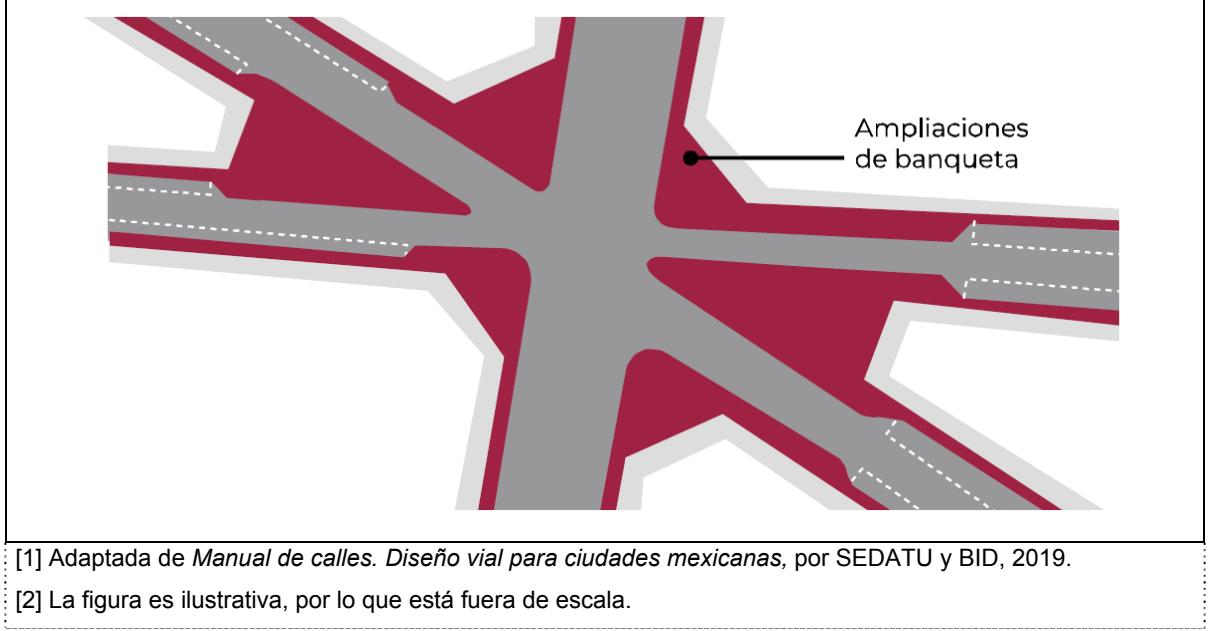 Ampliaciones
de banqueta
[1] Adaptada de Manual de calles. Diseño vial para ciudades mexicanas, por SEDATU y BID, 2019.
[2] La figura es ilustrativa, por lo que está fuera de escala.